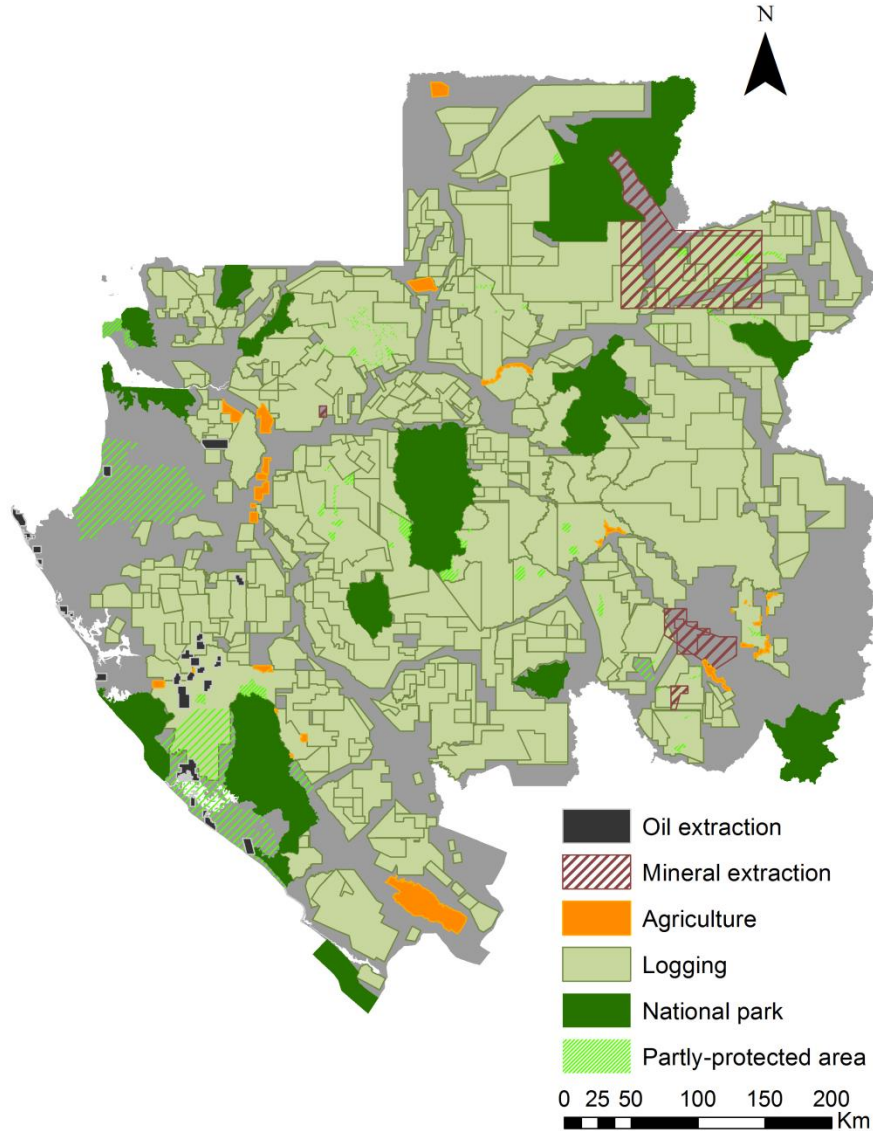 N
Oil extraction
Mineral extraction
Agriculture
Logging
National park
Partly-protected area
0 25 50 100 150 200
Km